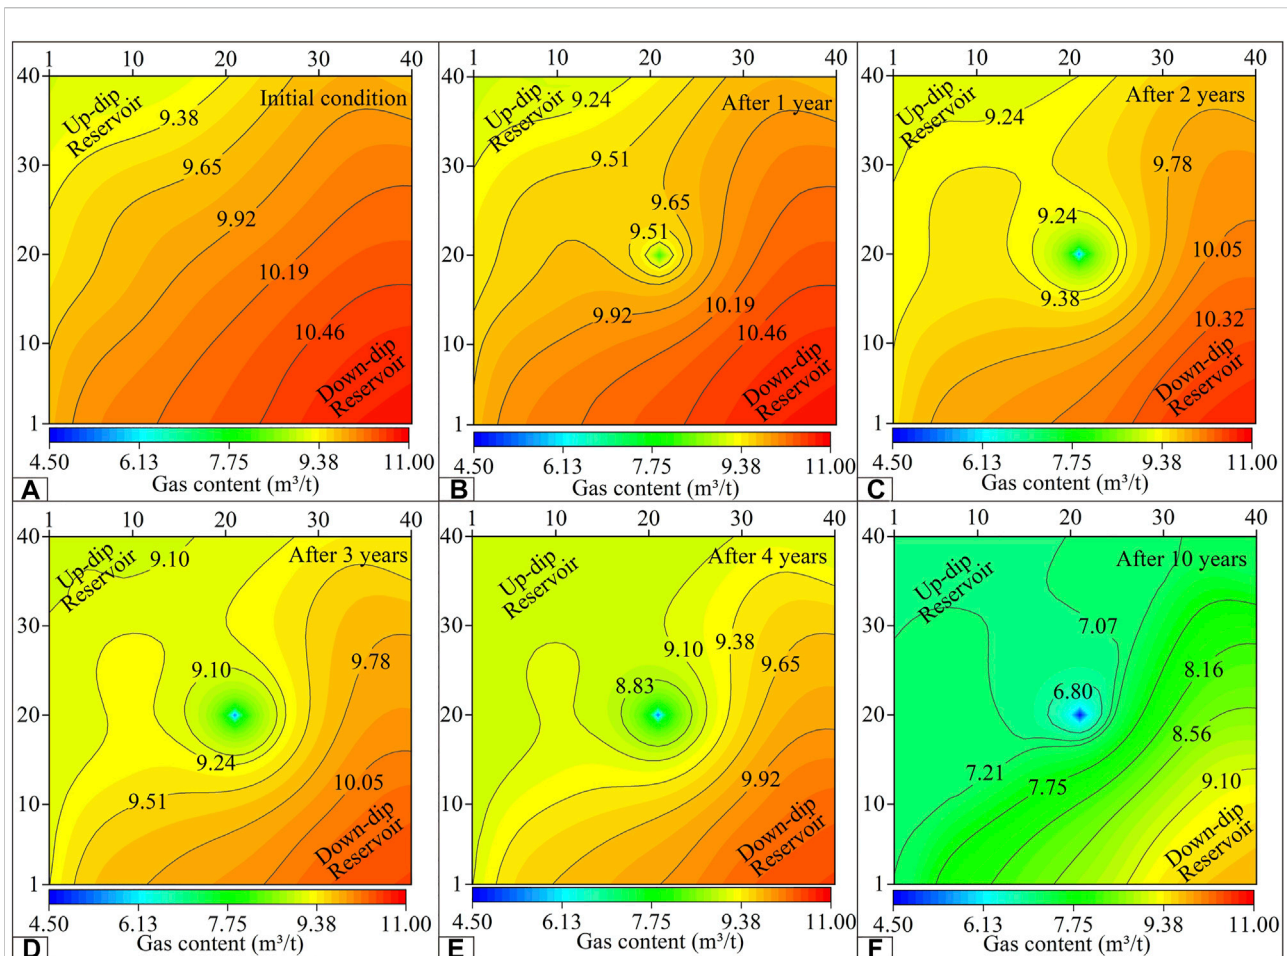 1 10 20 30 40
40
30
20
10
1
Up-dip
Reservoir
Initial condition
9.38
9.65
9.92
10.19
10.46
Down-dip
Reservoir
4.50 6.13 7.75 9.38 11.00
Gas content (m³/t)
A
1 10 20 30 40
40
30
20
10
1
Up-dip
Reservoir
9.24
After 1 year
9.51
9.65
9.51
9.92
10.19
10.46
Down-dip
Reservoir
4.50 6.13 7.75 9.38 11.00
Gas content (m³/t)
B
1 10 20 30 40
40
30
20
10
1
Up-dip
Reservoir
After 2 years
9.24
9.78
9.24
10.05
9.38
10.32
Down-dip
Reservoir
4.50 6.13 7.75 9.38 11.00
Gas content (m³/t)
C
1 10 20 30 40
40
30
20
10
1
Up-dip
Reservoir
9.10
After 3 years
9.78
9.10
9.24
10.05
9.51
Down-dip
Reservoir
4.50 6.13 7.75 9.38 11.00
Gas content (m³/t)
D
1 10 20 30 40
40
30
20
10
1
Up-dip
Reservoir
After 4 years
9.10
9.38
9.65
8.83
9.92
Down-dip
Reservoir
4.50 6.13 7.75 9.38 11.00
Gas content (m³/t)
E
1 10 20 30 40
40
30
20
10
1
Up-dip
Reservoir
After 10 years
7.07
8.16
6.80
8.56
7.21
7.75
9.10
Down-dip
Reservoir
4.50 6.13 7.75 9.38 11.00
Gas content (m³/t)
F